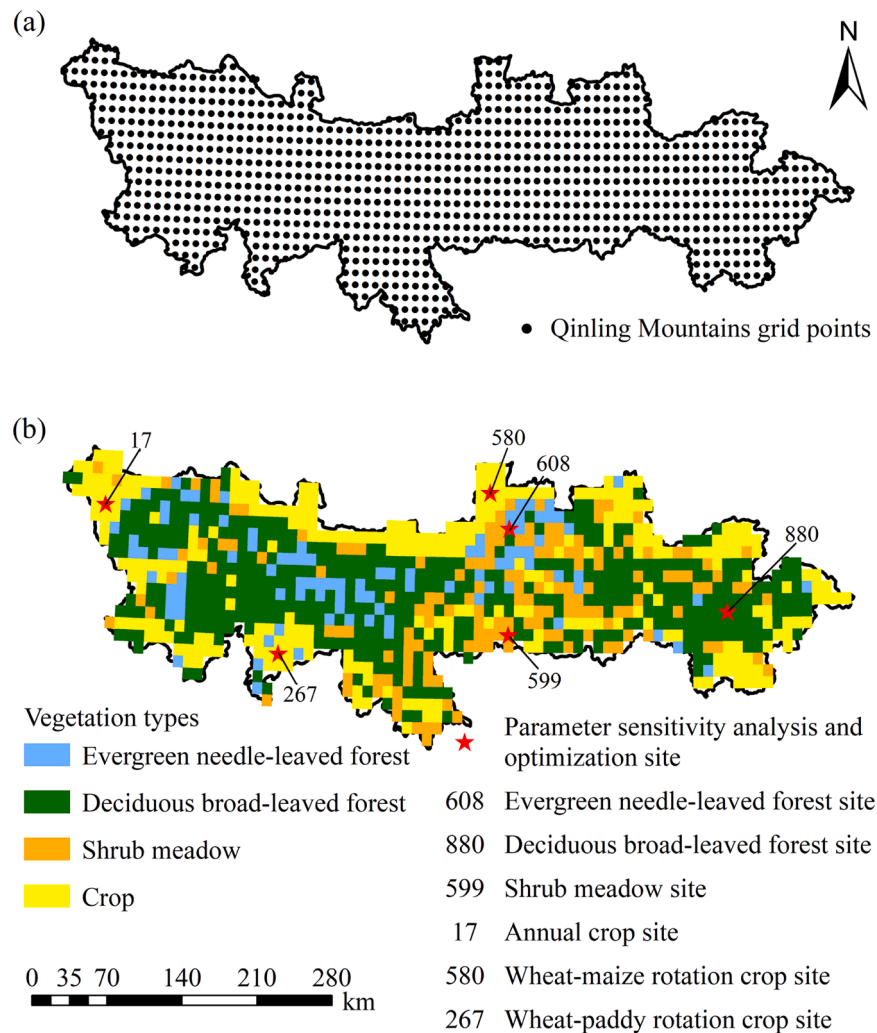 (a)
N
Qinling Mountains grid points
(b)
17
580
608
880
267
599
Vegetation types
Evergreen needle-leaved forest
Deciduous broad-leaved forest
Shrub meadow
Crop
0 35 70 140 210 280
km
Parameter sensitivity analysis and
optimization site
608 Evergreen needle-leaved forest site
880 Deciduous broad-leaved forest site
599 Shrub meadow site
17 Annual crop site
580 Wheat-maize rotation crop site
267 Wheat-paddy rotation crop site